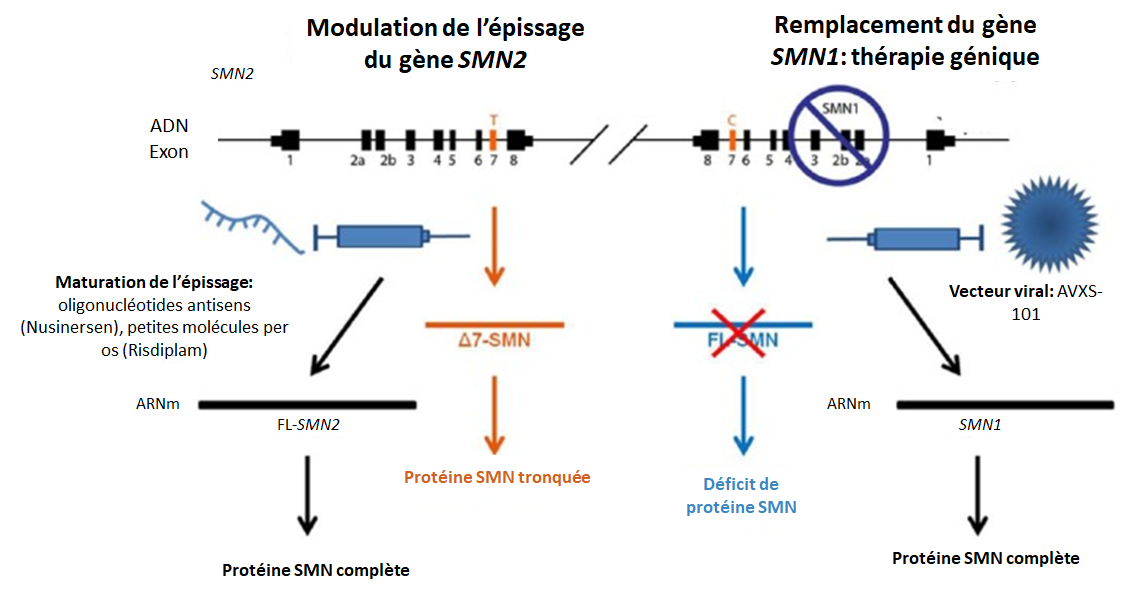 Modulation de l’épissage
du gène SMN2
Remplacement du gène
SMN1: thérapie génique
SMN2
ADN
Exon
T
1 2a 2b 3 4 5 6 7 8
C
SMN1
8 7 6 5 4 3 2b 2a 1
Maturation de l’épissage:
oligonucléotides antisens
(Nusinersen), petites molécules per
os (Risdiplam)
Δ7-SMN
FL-SMN
Vecteur viral: AVXS-
101
ARNm
FL-SMN2
ARNm
SMN1
Protéine SMN tronquée
Déficit de
protéine SMN
Protéine SMN complète
Protéine SMN complète